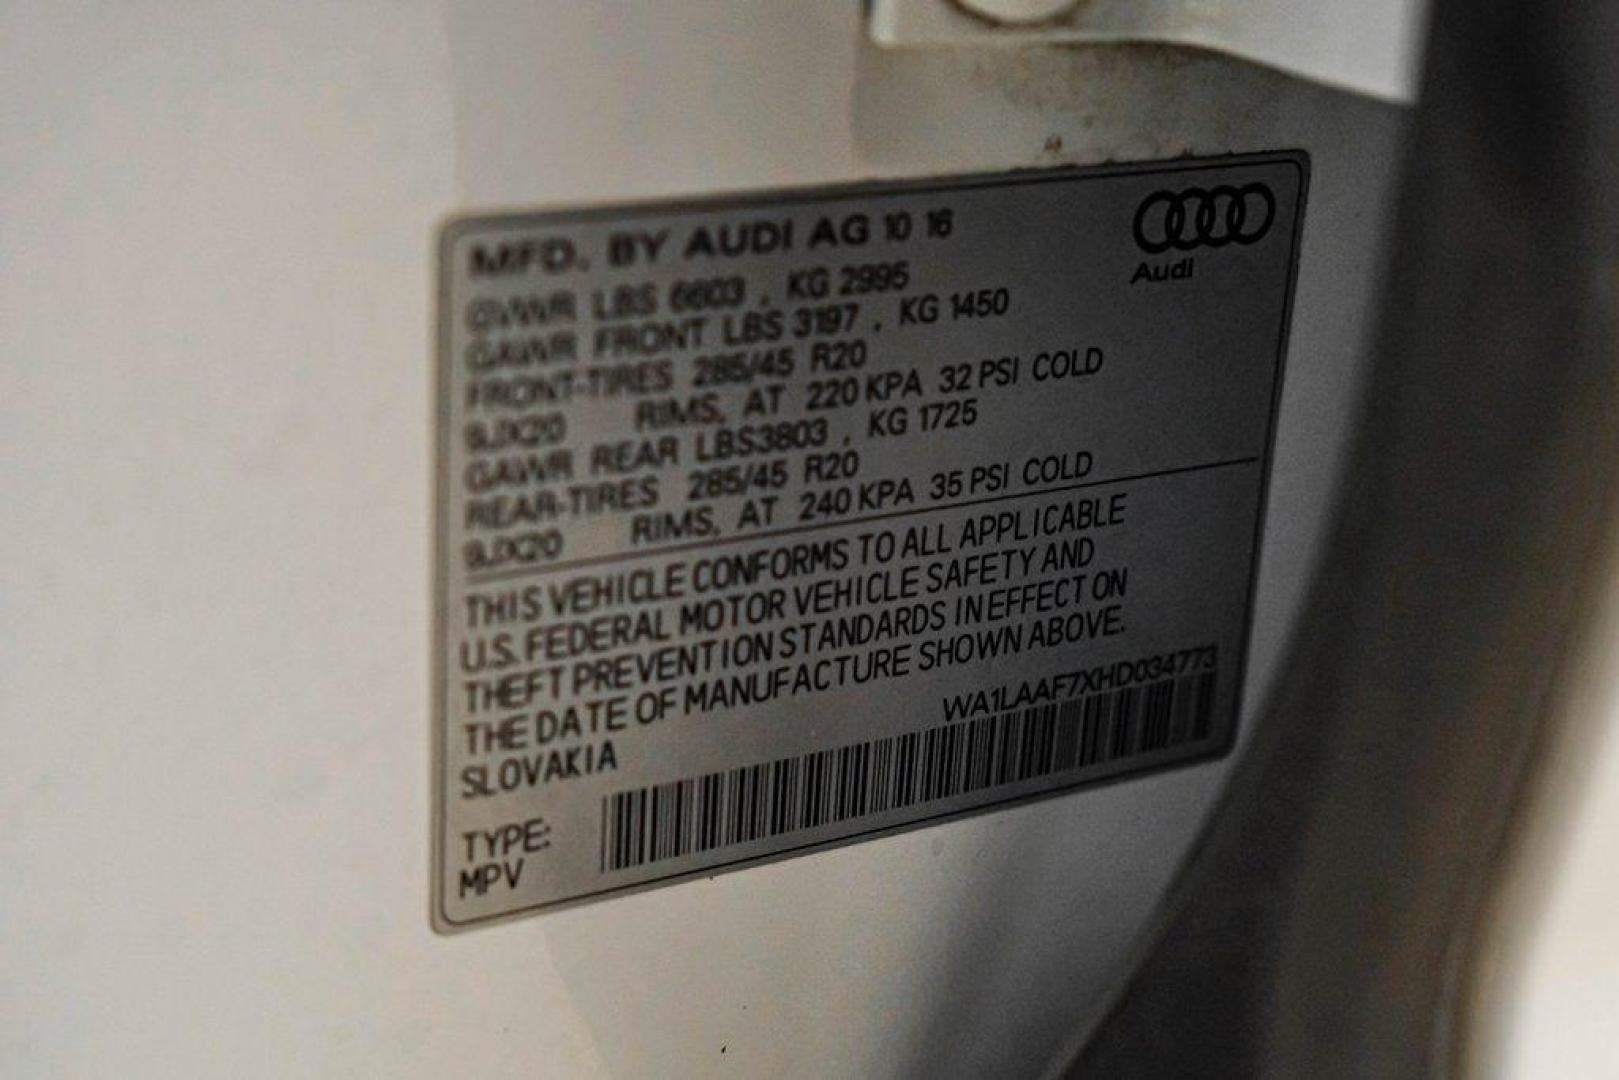 MFD. BY AUDI AG 10 16
Audi
GVWR LBS 6603 , KG 2995
GAWR FRONT LBS 3197 , KG 1450
FRONT-TIRES 285/45 R20
9JX20 RIMS, AT 220 KPA 32 PSI COLD
GAWR REAR LBS3803 , KG 1725
REAR-TIRES 285/45 R20
9JX20 RIMS, AT 240 KPA 35 PSI COLD
THIS VEHICLE CONFORMS TO ALL APPLICABLE
U.S. FEDERAL MOTOR VEHICLE SAFETY AND
THEFT PREVENTION STANDARDS IN EFFECT ON
THE DATE OF MANUFACTURE SHOWN ABOVE.
SLOVAKIA
WA1LAAF7XHD034773
TYPE:
MPV